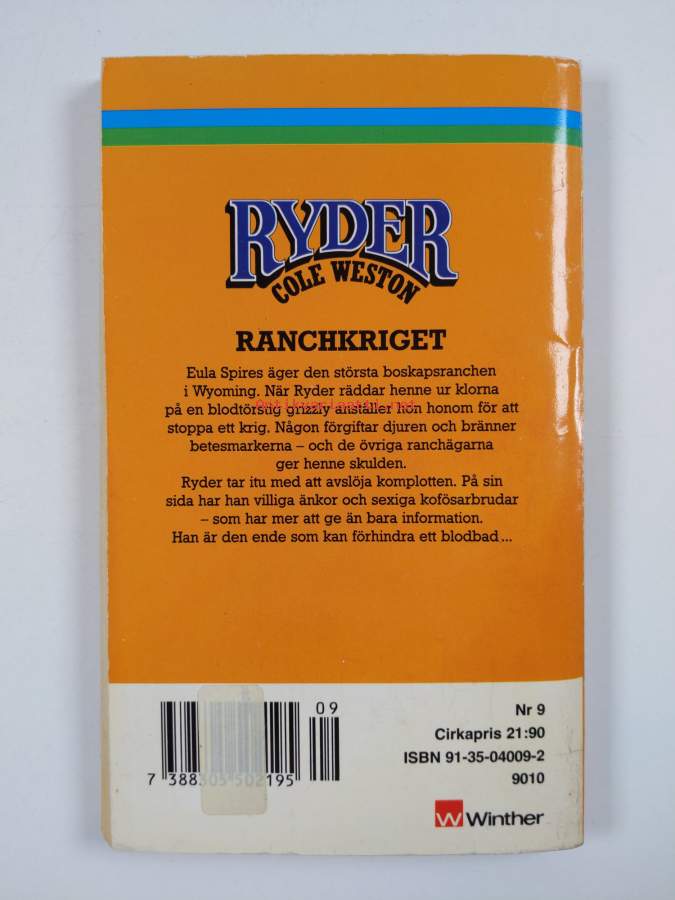 RYDER
COLE WESTON
RANCHKRIGET
Eula Spires äger den största boskapsranchen
i Wyoming. När Ryder räddar henne ur klorna
på en blodtörstig grizzly anställer hon honom för att
stoppa ett krig. Någon förgiftar djuren och bränner
betesmarkerna – och de övriga ranchägarna
ger henne skulden.
Ryder tar itu med att avslöja komplotten. På sin
sida har han villiga änkor och sexiga kofösarbrudar
– som har mer att ge än bara information.
Han är den ende som kan förhindra ett blodbad...
Antikvariaatti.net
09
7 388303 502195
Nr 9
Cirkapris 21:90
ISBN 91-35-04009-2
9010
W Winther